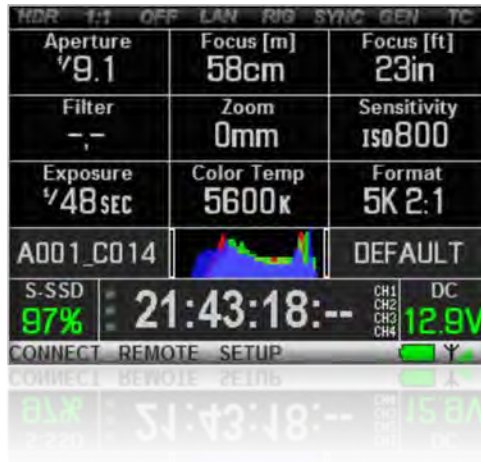 HDR 1:1 OFF LAN RIG SYNC GEN TC
Aperture Focus [m] Focus [ft]
f/9.1 58cm 23in
Filter Zoom Sensitivity
-.- 0mm ISO800
Exposure Color Temp Format
1/48 SEC 5600K 5K 2:1
A001_C014 DEFAULT
S-SSD CH1 DC
97% 21:43:18:-- CH2 12.9V
CH3
CH4
CONNECT REMOTE SETUP